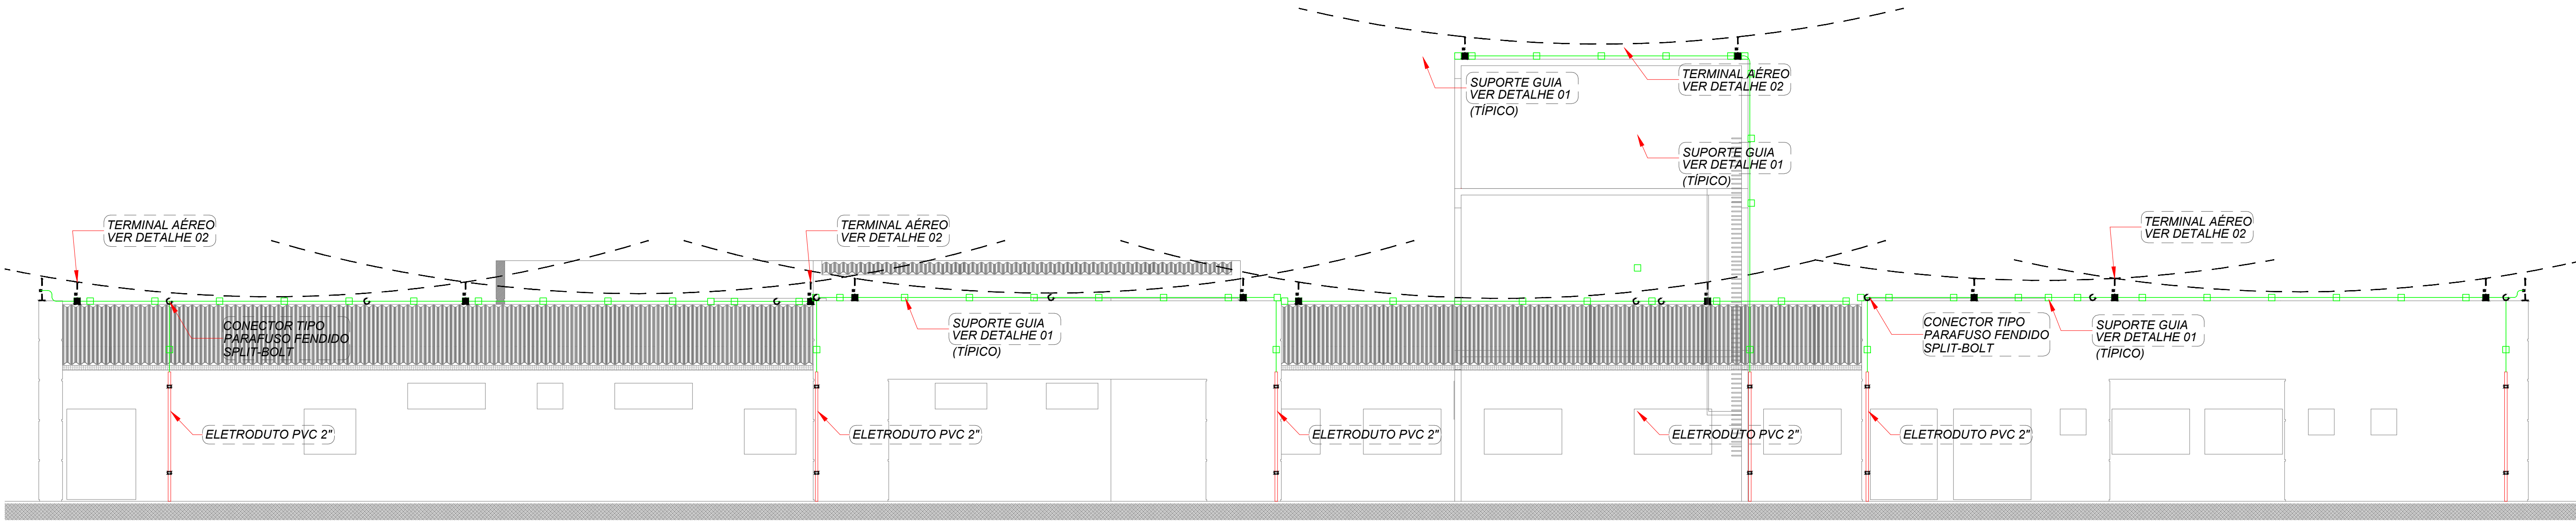 SUPORTE GUIA
VER DETALHE 01
(TÍPICO)
TERMINAL AÉREO
VER DETALHE 02
SUPORTE GUIA
VER DETALHE 01
(TÍPICO)
TERMINAL AÉREO
VER DETALHE 02
TERMINAL AÉREO
VER DETALHE 02
TERMINAL AÉREO
VER DETALHE 02
CONECTOR TIPO
PARAFUSO FENDIDO
SPLIT-BOLT
SUPORTE GUIA
VER DETALHE 01
(TÍPICO)
CONECTOR TIPO
PARAFUSO FENDIDO
SPLIT-BOLT
SUPORTE GUIA
VER DETALHE 01
(TÍPICO)
ELETRODUTO PVC 2"
ELETRODUTO PVC 2"
ELETRODUTO PVC 2"
ELETRODUTO PVC 2"
ELETRODUTO PVC 2"